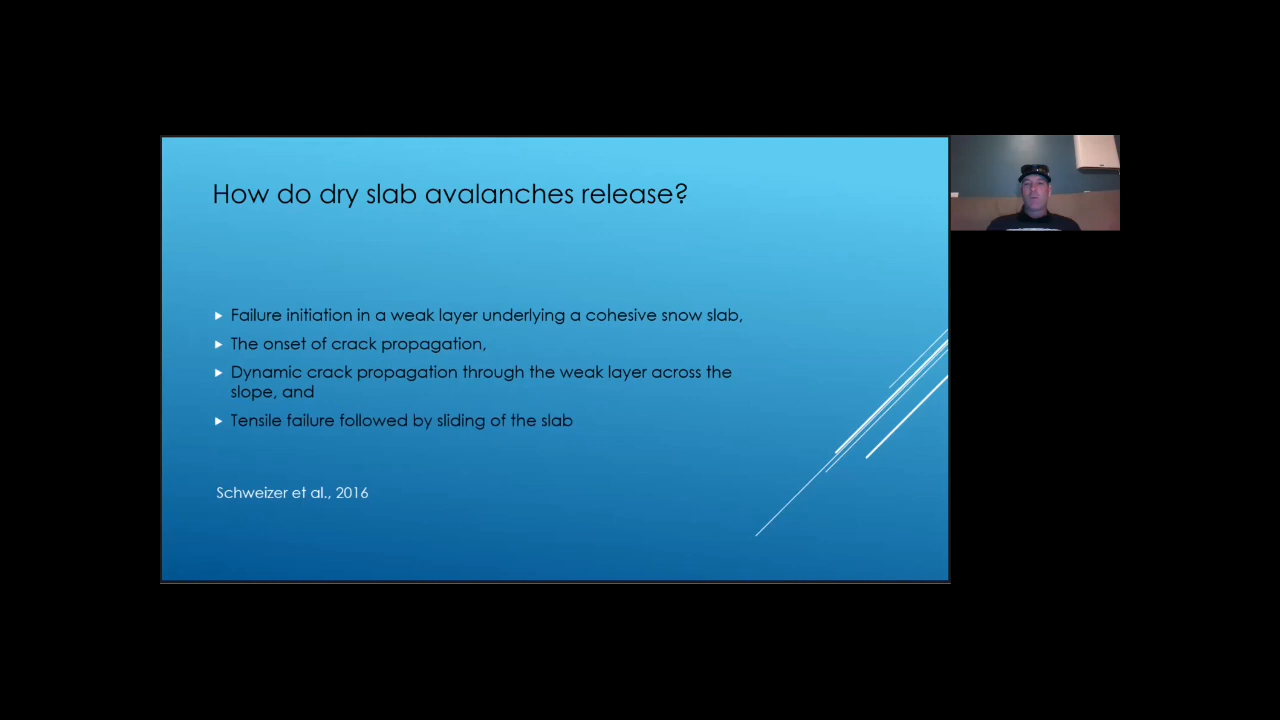 How do dry slab avalanches release?
Failure initiation in a weak layer underlying a cohesive snow slab,
The onset of crack propagation,
Dynamic crack propagation through the weak layer across the
slope, and
Tensile failure followed by sliding of the slab
Schweizer et al., 2016